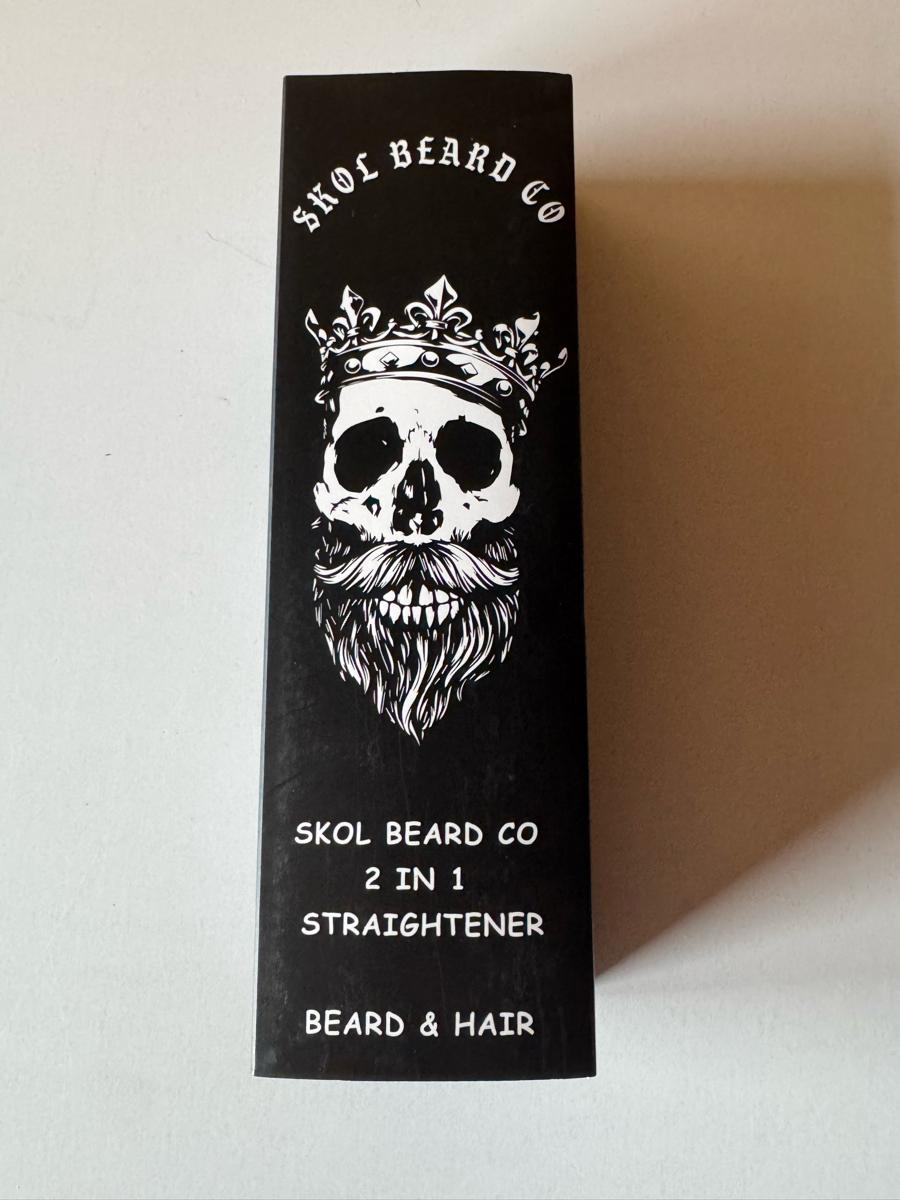 SKOL BEARD CO
SKOL BEARD CO
2 IN 1
STRAIGHTENER
BEARD & HAIR